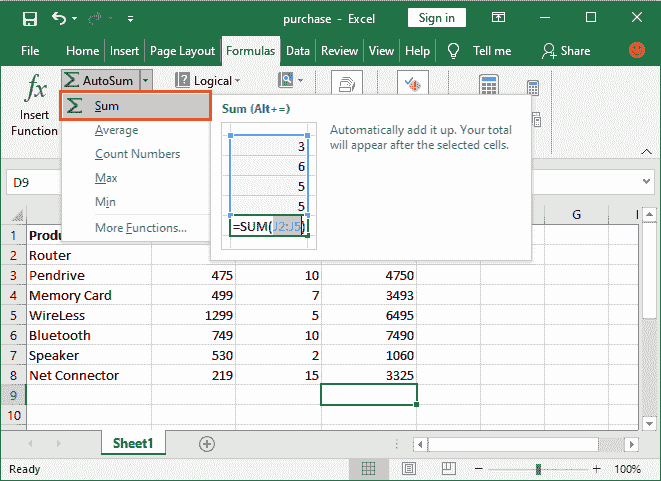 purchase - Excel Sign in
File Home Insert Page Layout Formulas Data Review View Help Tell me Share
fx AutoSum Logical
Insert Function
Sum
Average
Count Numbers
Max
Min
More Functions...
Sum (Alt+=)
Automatically add it up. Your total
will appear after the selected cells.
3
6
5
5
=SUM(J2:J5)
D9
G
1 Produ
2 Router
3 Pendrive 475 10 4750
4 Memory Card 499 7 3493
5 WireLess 1299 5 6495
6 Bluetooth 749 10 7490
7 Speaker 530 2 1060
8 Net Connector 219 15 3325
9
10
Sheet1
Ready 100%